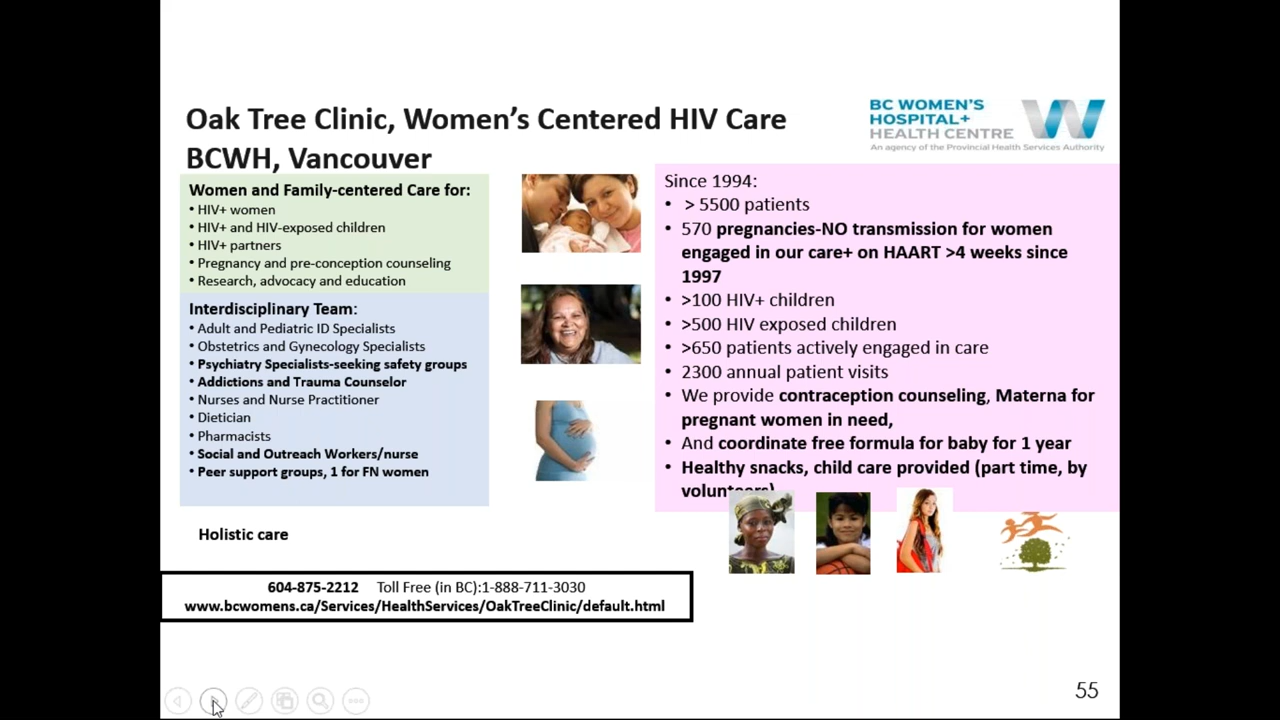 Oak Tree Clinic, Women's Centered HIV Care
BCWH, Vancouver
BC WOMEN'S
HOSPITAL+
HEALTH CENTRE
An agency of the Provincial Health Services Authority
Women and Family-centered Care for:
• HIV+ women
• HIV+ and HIV-exposed children
• HIV+ partners
• Pregnancy and pre-conception counseling
• Research, advocacy and education
Interdisciplinary Team:
• Adult and Pediatric ID Specialists
• Obstetrics and Gynecology Specialists
• Psychiatry Specialists-seeking safety groups
• Addictions and Trauma Counselor
• Nurses and Nurse Practitioner
• Dietician
• Pharmacists
• Social and Outreach Workers/nurse
• Peer support groups, 1 for FN women
Since 1994:
• > 5500 patients
• 570 pregnancies-NO transmission for women
engaged in our care+ on HAART >4 weeks since
1997
• >100 HIV+ children
• >500 HIV exposed children
• >650 patients actively engaged in care
• 2300 annual patient visits
• We provide contraception counseling, Materna for
pregnant women in need,
• And coordinate free formula for baby for 1 year
• Healthy snacks, child care provided (part time, by
volunteers)
Holistic care
604-875-2212 Toll Free (in BC):1-888-711-3030
www.bcwomens.ca/Services/HealthServices/OakTreeClinic/default.html
55